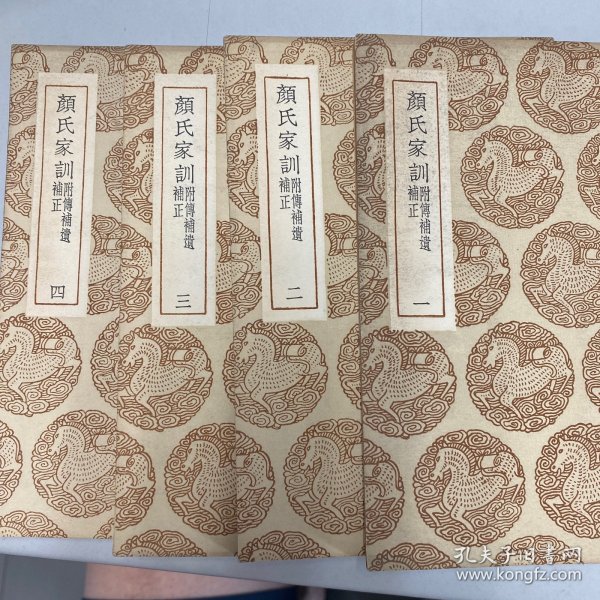 顏氏家訓
附傳補遺
補正
一
顏氏家訓
附傳補遺
補正
二
顏氏家訓
附傳補遺
補正
三
顏氏家訓
附傳補遺
補正
四
孔夫子旧书网
www.kongfz.com